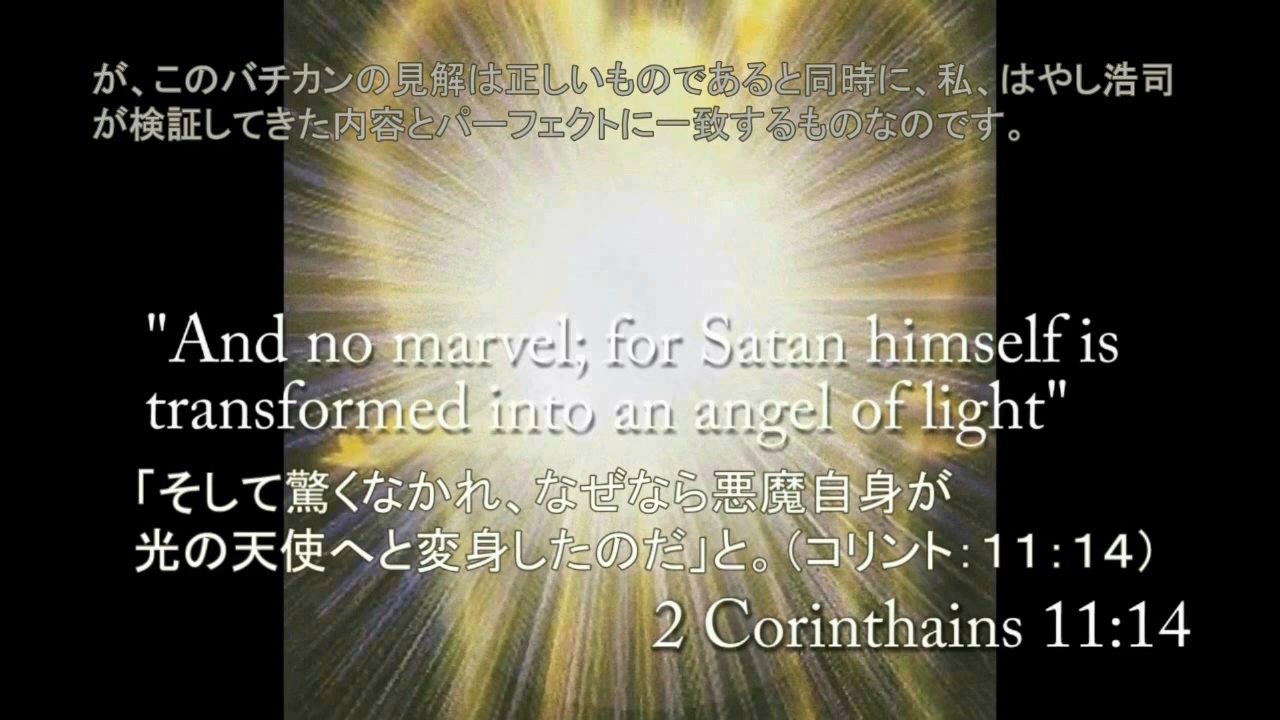 が、このバチカンの見解は正しいものであると同時に、私、はやし浩司
が検証してきた内容とパーフェクトに一致するものなのです。
"And no marvel; for Satan himself is
transformed into an angel of light"
「そして驚くなかれ、なぜなら悪魔自身が
光の天使へと変身したのだ」と。(コリント:11:14)
2 Corinthains 11:14